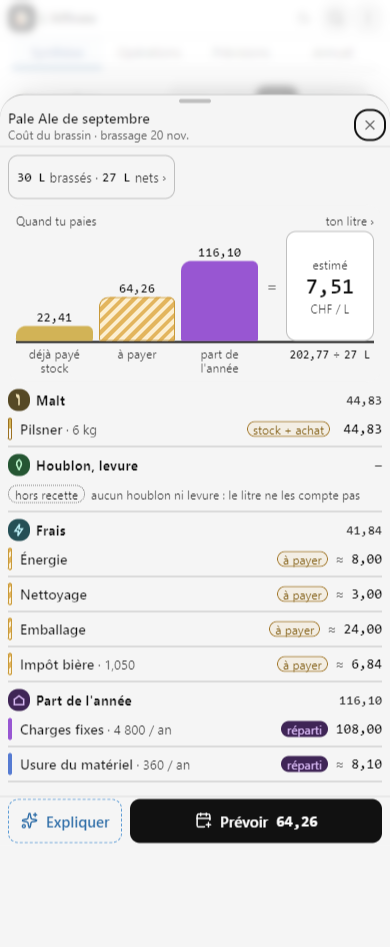 Pale Ale de septembre
Coût du brassin · brassage 20 nov.
30 L brassés · 27 L nets ›
Quand tu paies
ton litre ›
22,41
64,26
116,10
=
estimé
7,51
CHF / L
déjà payé
stock
à payer
part de
l'année
202,77 ÷ 27 L
Malt 44,83
Pilsner · 6 kg stock + achat 44,83
Houblon, levure –
hors recette aucun houblon ni levure : le litre ne les compte pas
Frais 41,84
Énergie à payer ≈ 8,00
Nettoyage à payer ≈ 3,00
Emballage à payer ≈ 24,00
Impôt bière · 1,050 à payer ≈ 6,84
Part de l'année 116,10
Charges fixes · 4 800 / an réparti 108,00
Usure du matériel · 360 / an réparti ≈ 8,10
Expliquer
Prévoir 64,26